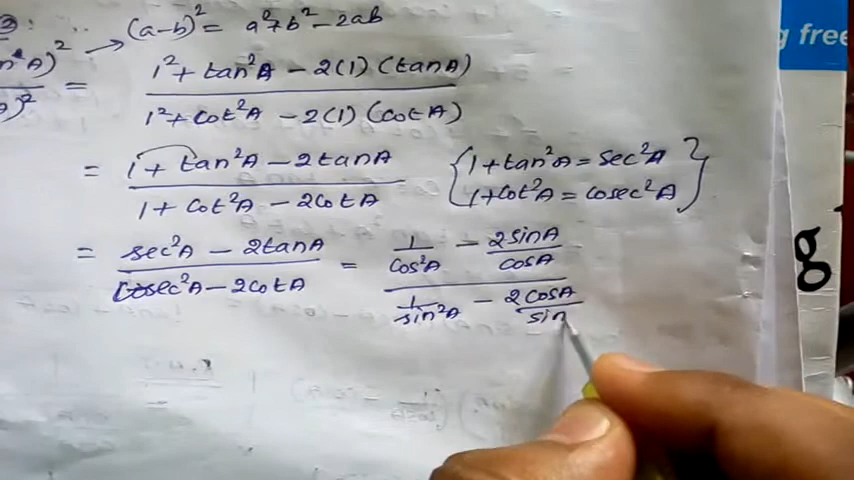 (a-b)² = a²+b²-2ab
= 1²+tan²A - 2(1)(tanA) / 1²+cot²A - 2(1)(cotA)
= 1+tan²A - 2tanA / 1+cot²A - 2cotA {1+tan²A = sec²A 1+cot²A = cosec²A}
= sec²A - 2tanA / cosec²A - 2cotA = 1/cos²A - 2sinA/cosA / 1/sin²A - 2cosA/sin
g free
g